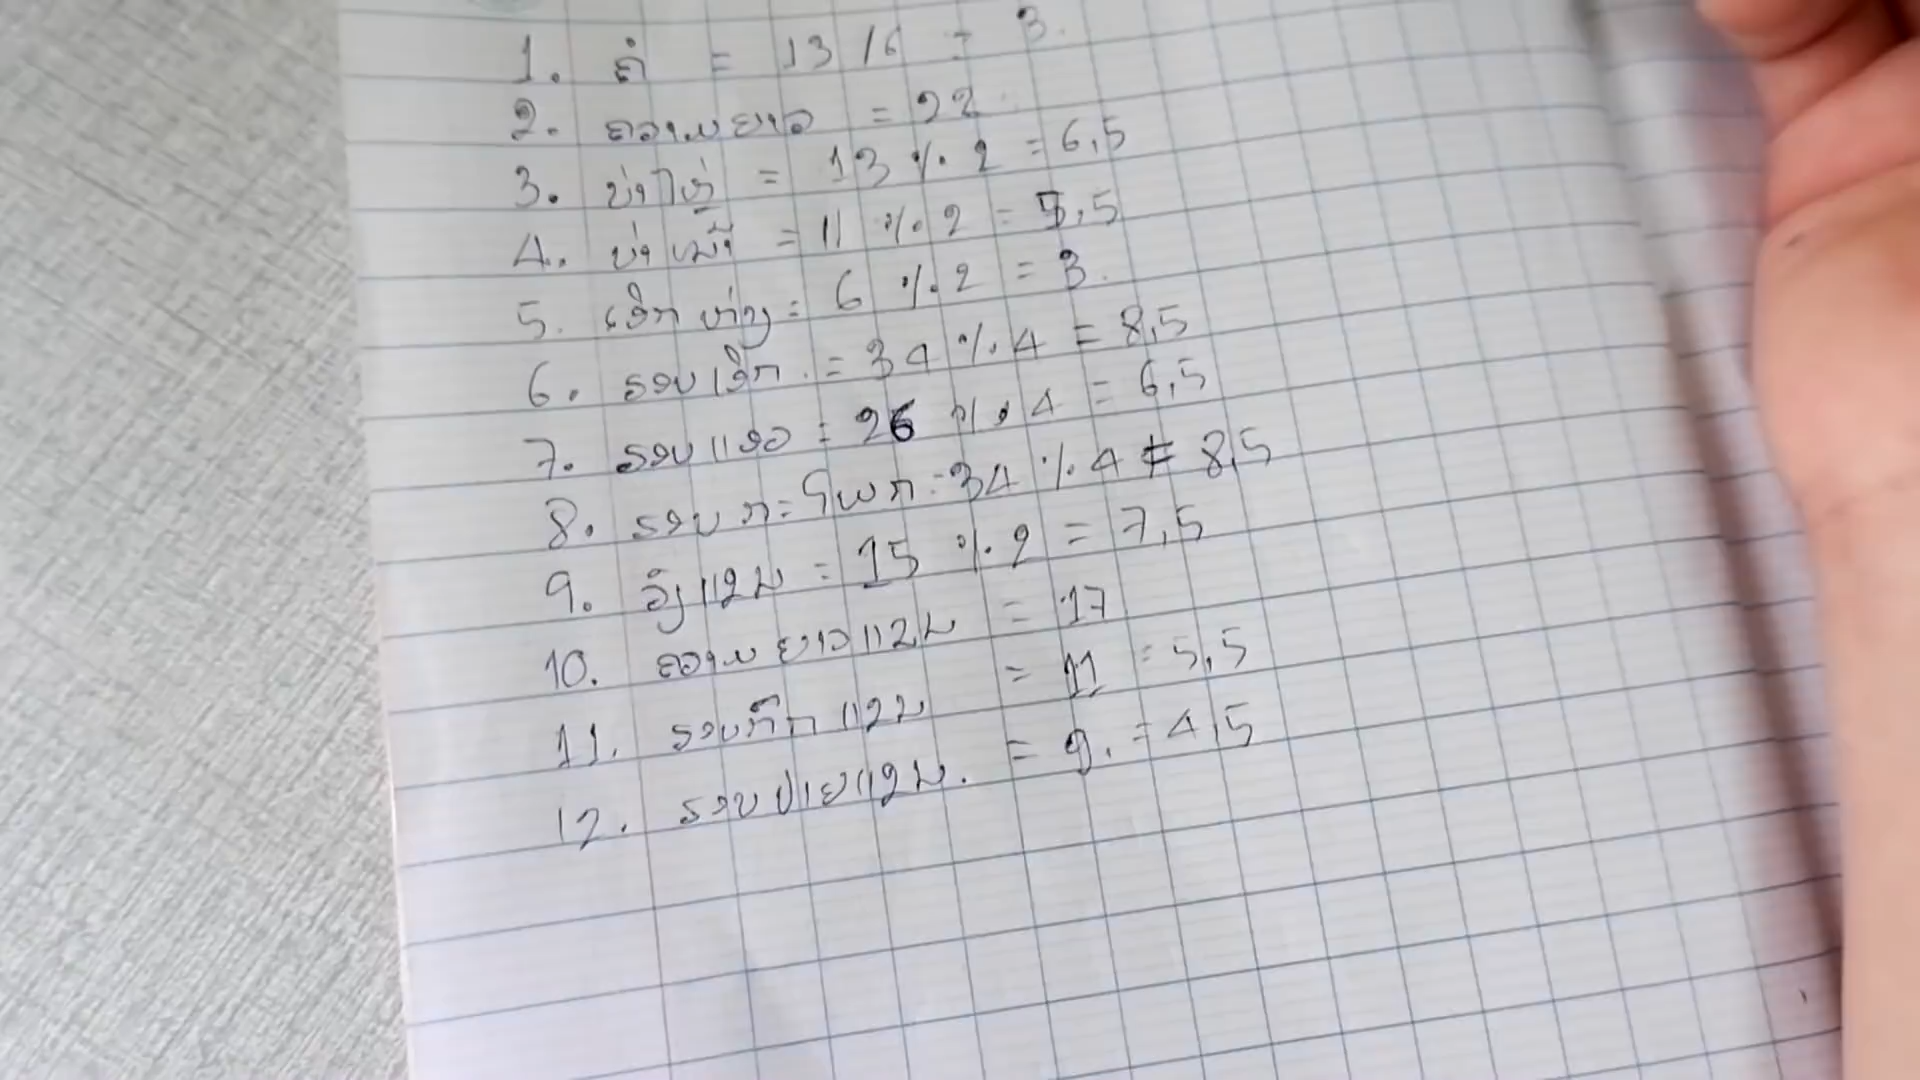 1. ຄໍ = 13 / 6 = 3.
2. ຄວາມຍາວ = 22
3. ບ່າໃຫຍ່ = 13 % 2 = 6,5
4. ບ່າໜ້າ = 11 % 2 = 5,5
5. ເອິກຫ່າງ = 6 % 2 = 3.
6. ຮອບເອິກ = 34 % 4 = 8,5
7. ຮອບແອວ = 26 % 4 = 6,5
8. ຮອບກະໂພກ = 34 % 4 = 8,5
9. ວົງແຂນ = 15 % 2 = 7,5
10. ຄວາມຍາວແຂນ = 17
11. ຮອບກົກແຂນ = 11 = 5,5
12. ຮອບປາຍແຂນ. = 9. = 4,5